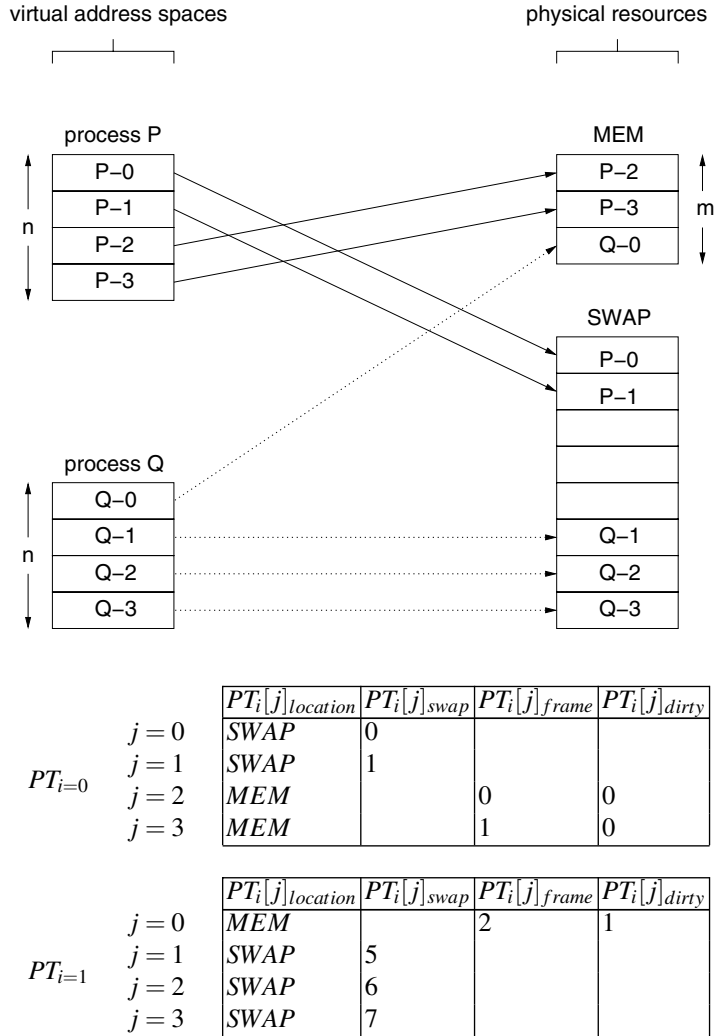 virtual address spaces physical resources
process P MEM
P−0 P−2
P−1 P−3 m
n
P−2 Q−0
P−3
SWAP
P−0
P−1
process Q
Q−0
Q−1 Q−1
n
Q−2 Q−2
Q−3 Q−3
PT_i[j]_location PT_i[j]_swap PT_i[j]_frame PT_i[j]_dirty
j = 0 SWAP 0
j = 1 SWAP 1
PT_i=0
j = 2 MEM 0 0
j = 3 MEM 1 0
PT_i[j]_location PT_i[j]_swap PT_i[j]_frame PT_i[j]_dirty
j = 0 MEM 2 1
j = 1 SWAP 5
PT_i=1
j = 2 SWAP 6
j = 3 SWAP 7